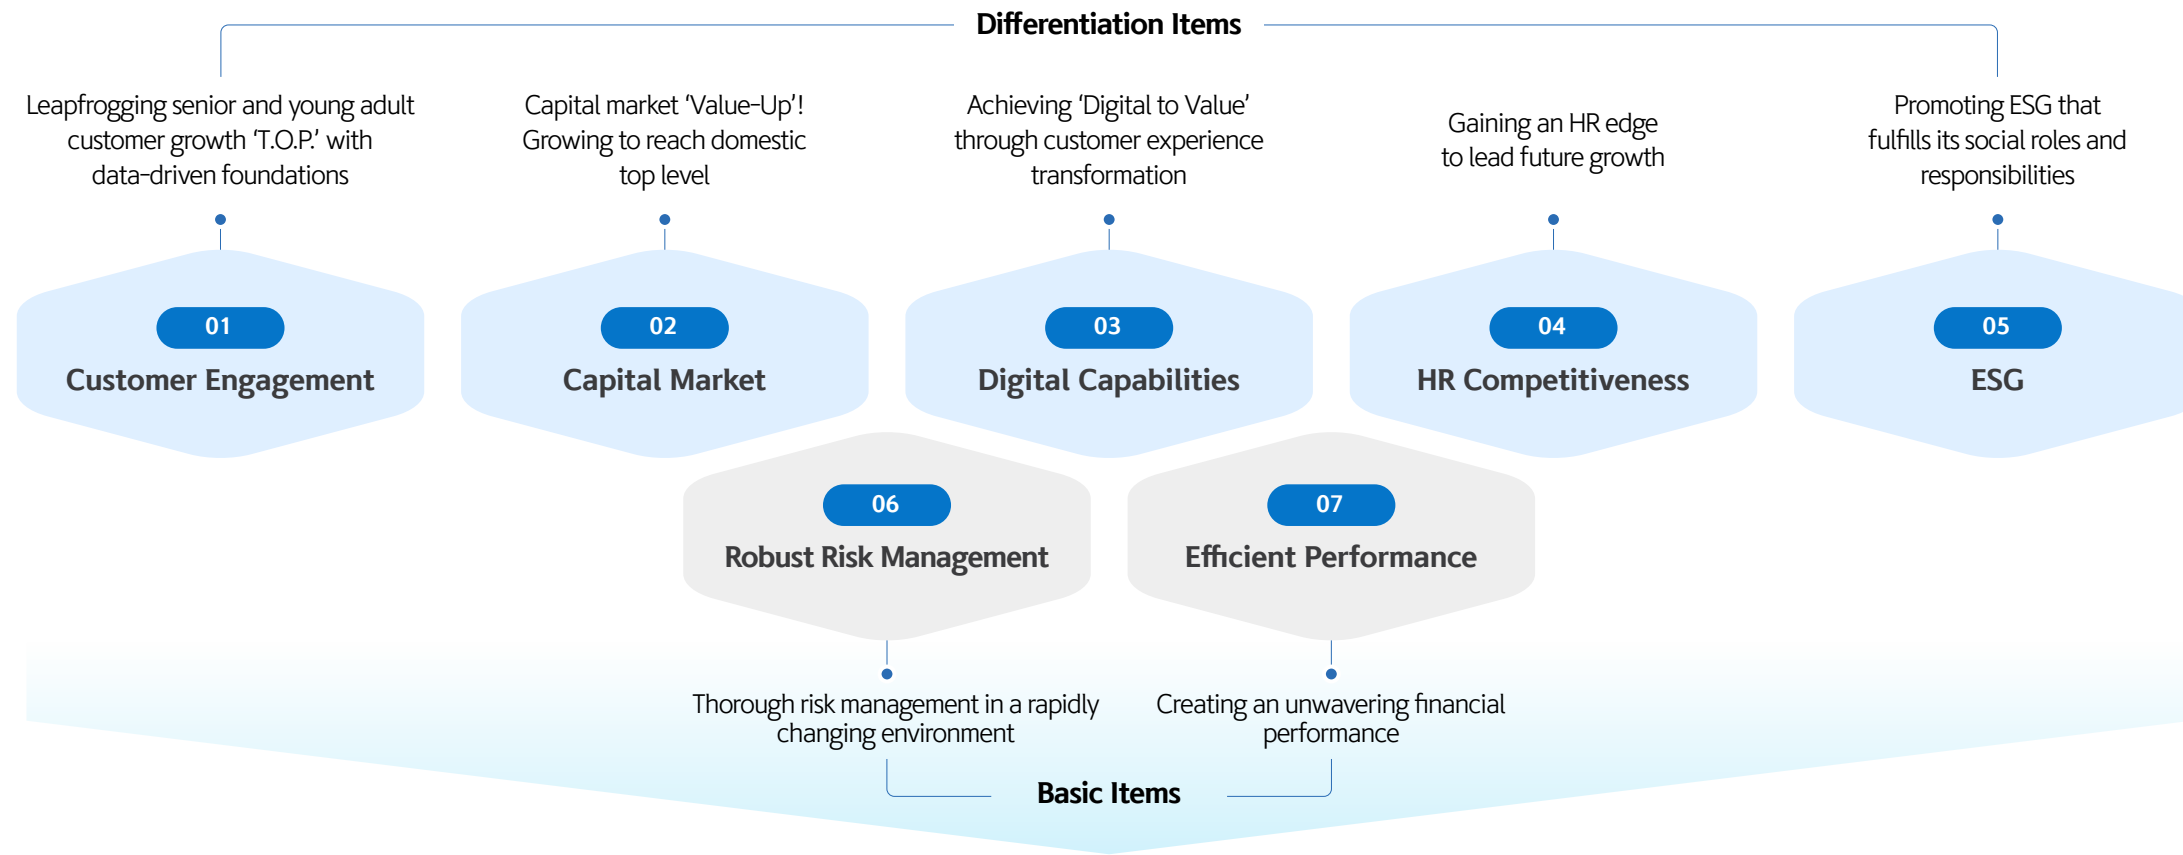 Differentiation Items
Leapfrogging senior and young adult
customer growth ‘T.O.P.’ with
data-driven foundations
Capital market ‘Value-Up’!
Growing to reach domestic
top level
Achieving ‘Digital to Value’
through customer experience
transformation
Gaining an HR edge
to lead future growth
Promoting ESG that
fulfills its social roles and
responsibilities
01
Customer Engagement
02
Capital Market
03
Digital Capabilities
04
HR Competitiveness
05
ESG
06
Robust Risk Management
07
Efficient Performance
Thorough risk management in a rapidly
changing environment
Creating an unwavering financial
performance
Basic Items